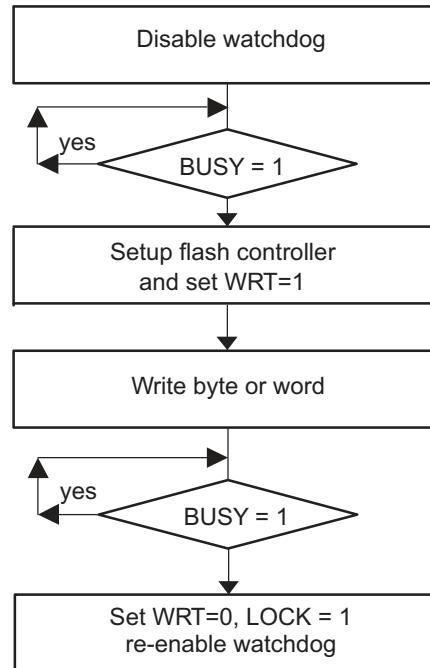 Disable watchdog
yes
BUSY = 1
Setup flash controller
and set WRT=1
Write byte or word
yes
BUSY = 1
Set WRT=0, LOCK = 1
re-enable watchdog